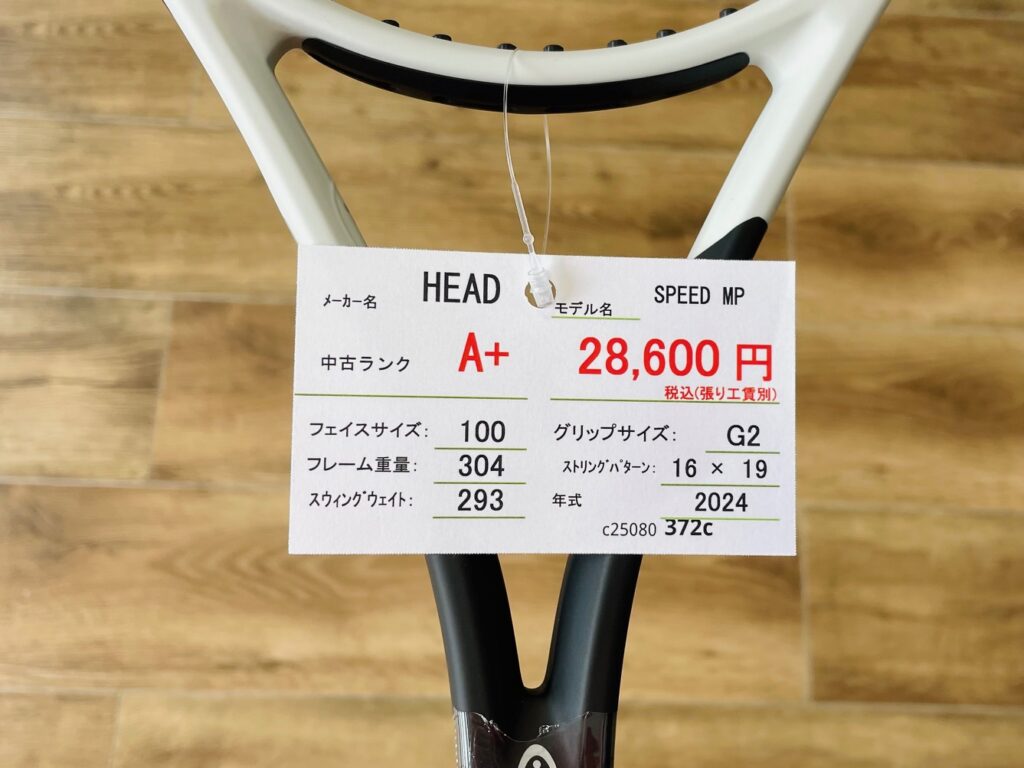 メーカー名 HEAD モデル名 SPEED MP
中古ランク A+ 28,600 円
税込(張り工賃別)
フェイスサイズ: 100 グリップサイズ: G2
フレーム重量: 304 ストリングパターン: 16 × 19
スウィングウェイト: 293 年式 2024
c25080 372c